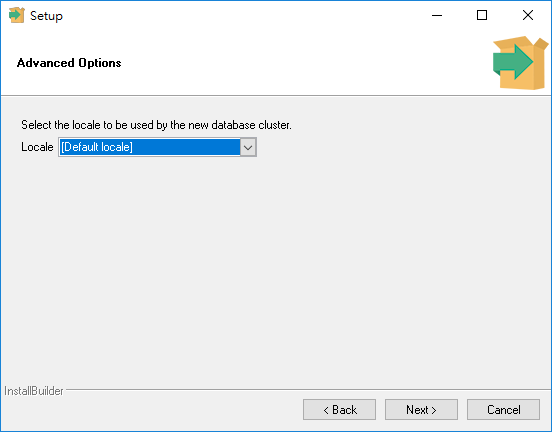 Setup
Advanced Options
Select the locale to be used by the new database cluster.
Locale [Default locale]
InstallBuilder
< Back Next > Cancel